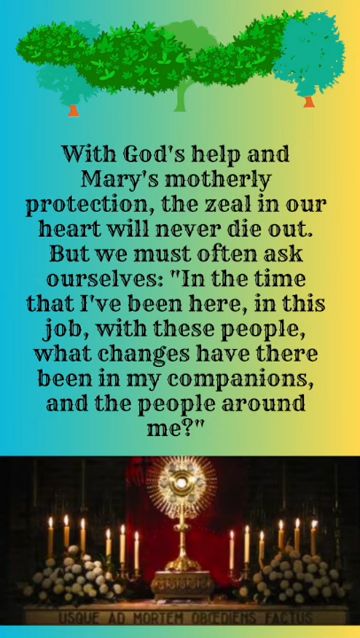 With God's help and
Mary's motherly
protection, the zeal in our
heart will never die out.
But we must often ask
ourselves: "In the time
that I've been here, in this
job, with these people,
what changes have there
been in my companions,
and the people around
me?"
USQUE AD MORTEM OBŒDIENS FACTUS